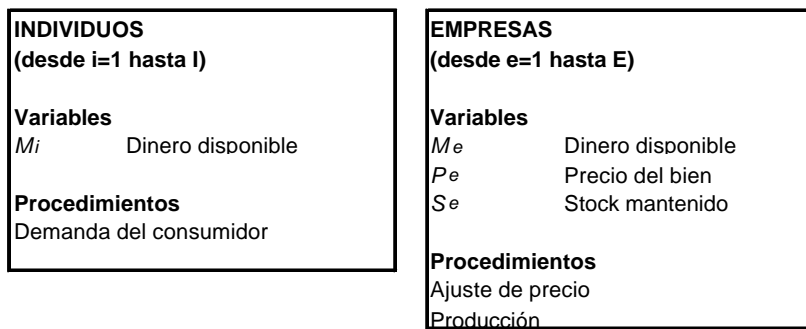 INDIVIDUOS
(desde i=1 hasta I)
Variables
Mi Dinero disponible
Procedimientos
Demanda del consumidor
EMPRESAS
(desde e=1 hasta E)
Variables
Me Dinero disponible
Pe Precio del bien
Se Stock mantenido
Procedimientos
Ajuste de precio
Producción